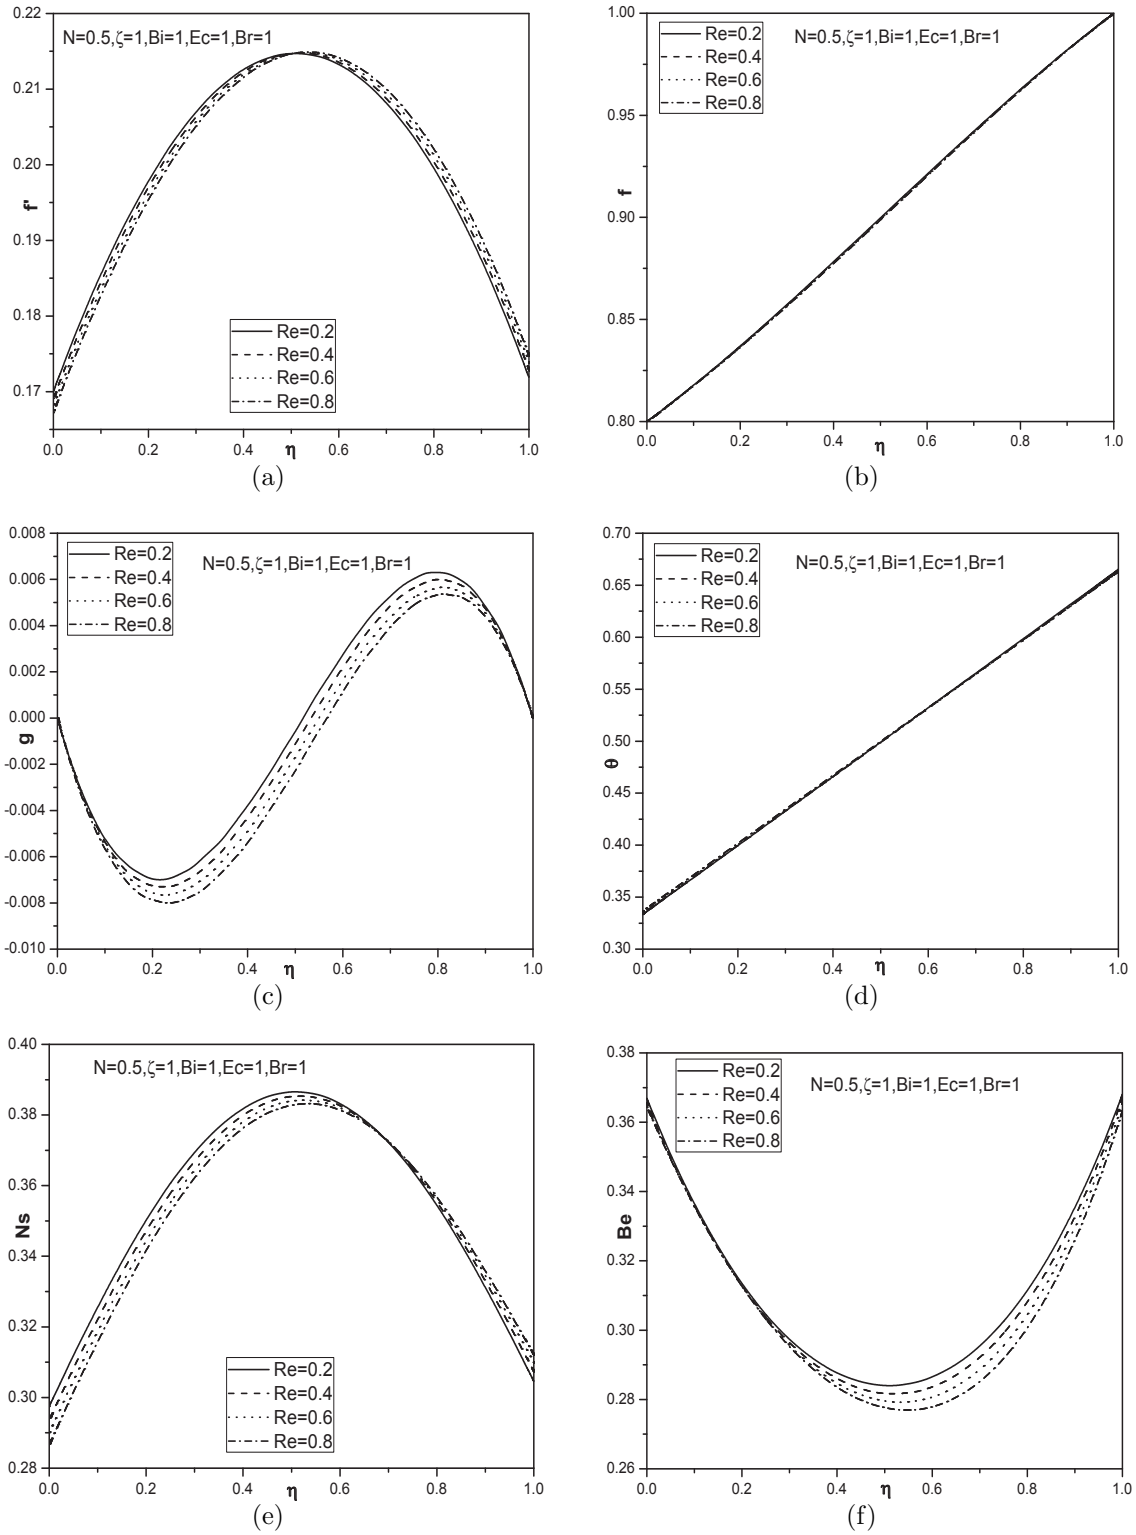 0.22
0.21
0.20
0.19
0.18
0.17
f'
N=0.5,ζ=1,Bi=1,Ec=1,Br=1
Re=0.2
Re=0.4
Re=0.6
Re=0.8
0.0 0.2 0.4 0.6 0.8 1.0
η
(a)
1.00
0.95
0.90
0.85
0.80
f
Re=0.2
Re=0.4
Re=0.6
Re=0.8
N=0.5,ζ=1,Bi=1,Ec=1,Br=1
0.0 0.2 0.4 0.6 0.8 1.0
η
(b)
0.008
0.006
0.004
0.002
0.000
-0.002
-0.004
-0.006
-0.008
-0.010
g
Re=0.2
Re=0.4
Re=0.6
Re=0.8
N=0.5,ζ=1,Bi=1,Ec=1,Br=1
0.0 0.2 0.4 0.6 0.8 1.0
η
(c)
0.70
0.65
0.60
0.55
0.50
0.45
0.40
0.35
0.30
θ
Re=0.2
Re=0.4
Re=0.6
Re=0.8
N=0.5,ζ=1,Bi=1,Ec=1,Br=1
0.0 0.2 0.4 0.6 0.8 1.0
η
(d)
0.40
0.38
0.36
0.34
0.32
0.30
0.28
Ns
N=0.5,ζ=1,Bi=1,Ec=1,Br=1
Re=0.2
Re=0.4
Re=0.6
Re=0.8
0.0 0.2 0.4 0.6 0.8 1.0
η
(e)
0.38
0.36
0.34
0.32
0.30
0.28
0.26
Be
Re=0.2
Re=0.4
Re=0.6
Re=0.8
N=0.5,ζ=1,Bi=1,Ec=1,Br=1
0.0 0.2 0.4 0.6 0.8 1.0
η
(f)